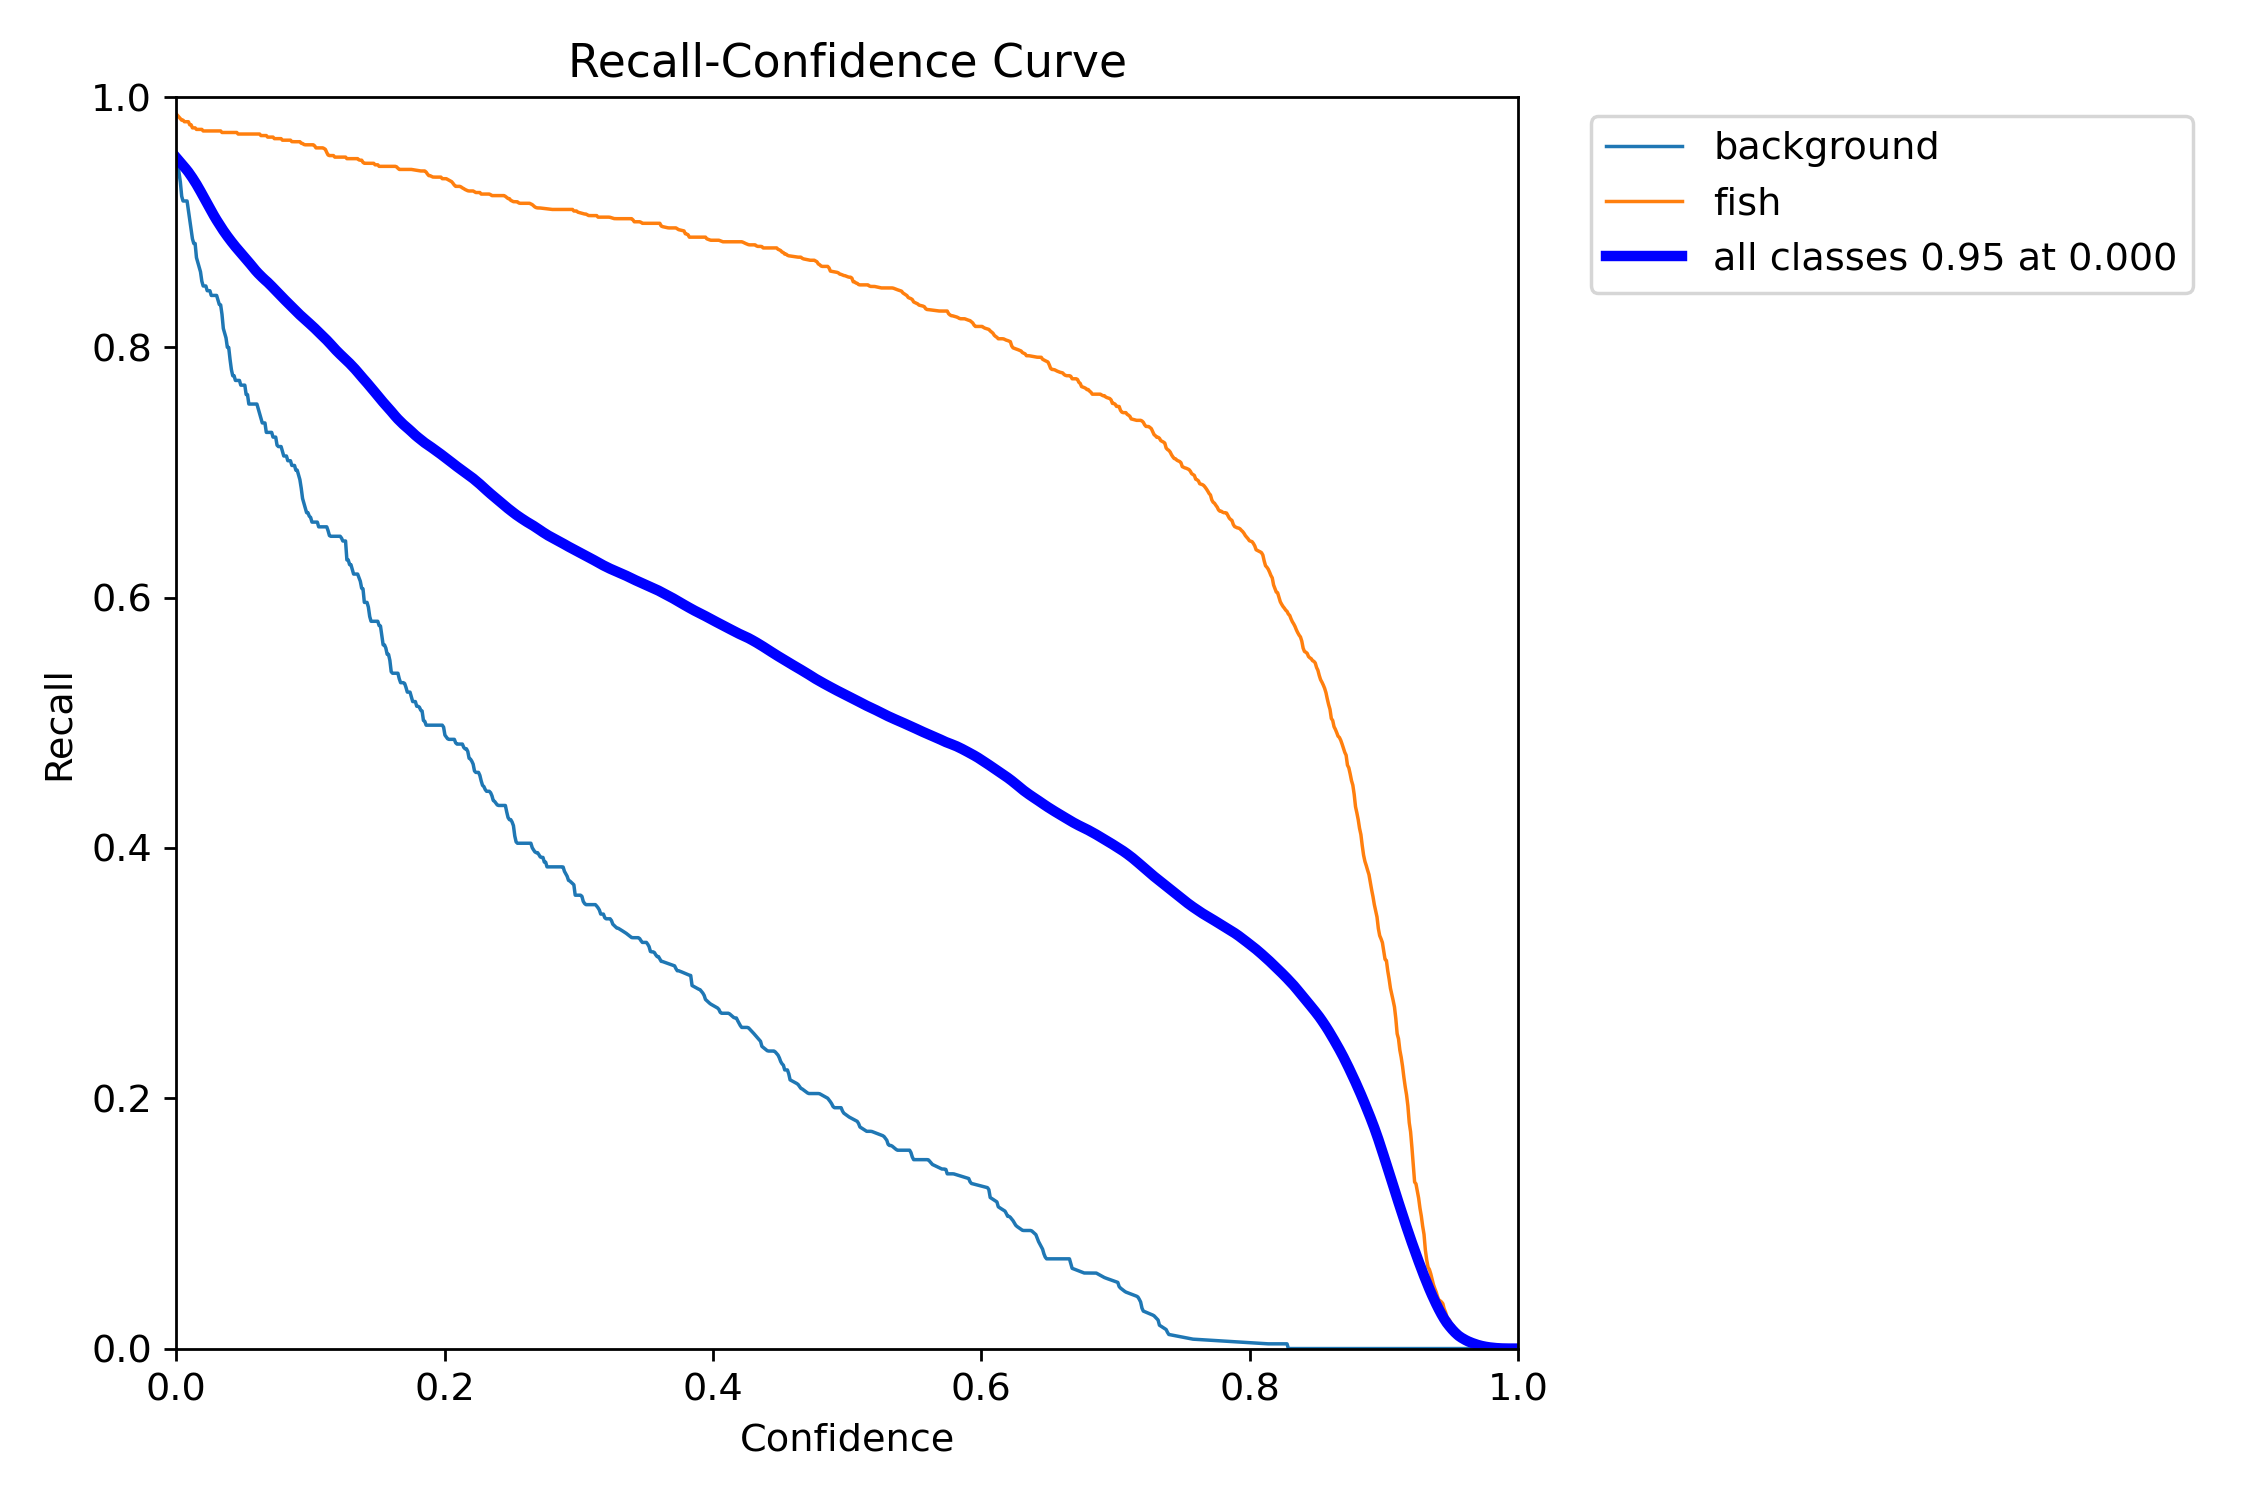 Recall-Confidence Curve
1.0
0.8
0.6
0.4
0.2
0.0
Recall
0.0 0.2 0.4 0.6 0.8 1.0
Confidence
background
fish
all classes 0.95 at 0.000